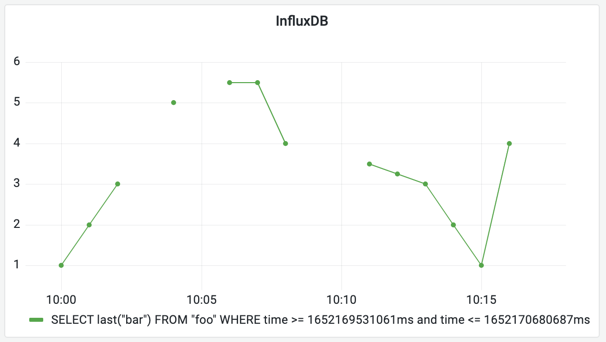 InfluxDB
6
5
4
3
2
1
10:00 10:05 10:10 10:15
SELECT last("bar") FROM "foo" WHERE time >= 1652169531061ms and time <= 1652170680687ms